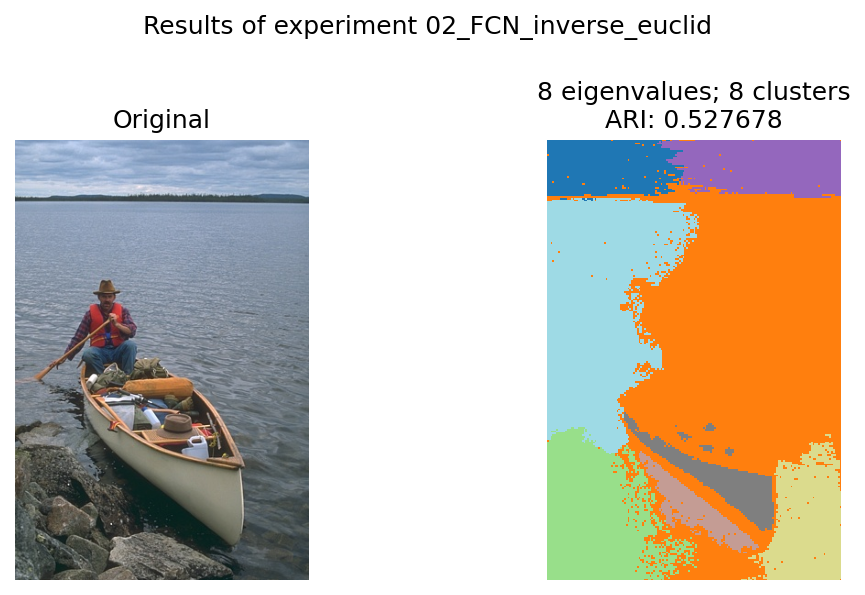 Results of experiment 02_FCN_inverse_euclid
Original
8 eigenvalues; 8 clusters
ARI: 0.527678